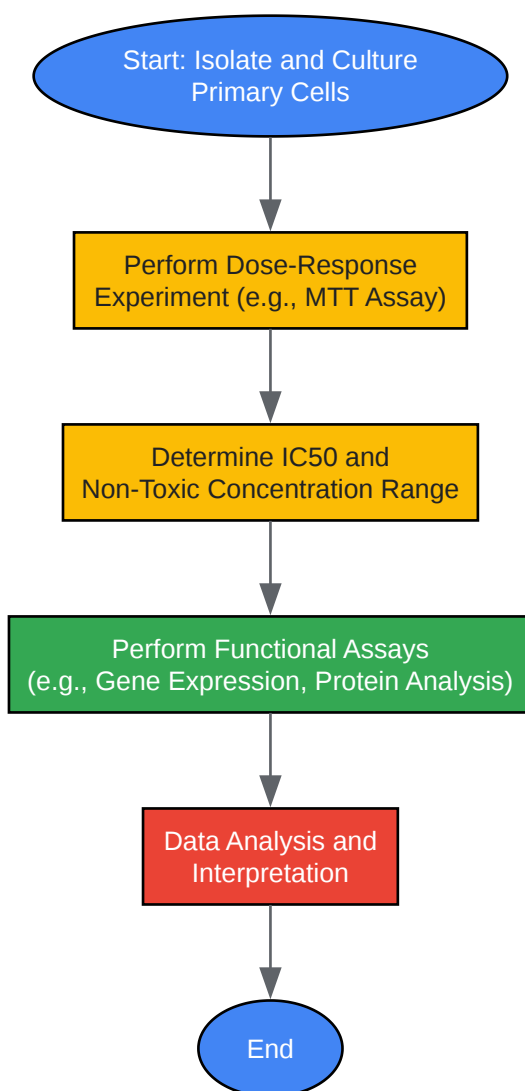 Start: Isolate and Culture
Primary Cells
Perform Dose-Response
Experiment (e.g., MTT Assay)
Determine IC50 and
Non-Toxic Concentration Range
Perform Functional Assays
(e.g., Gene Expression, Protein Analysis)
Data Analysis and
Interpretation
End